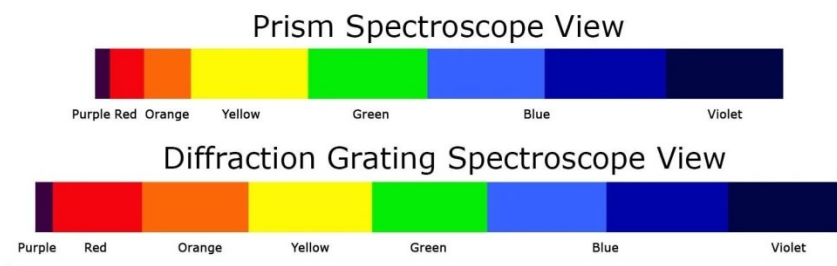 Prism Spectroscope View
Purple Red Orange Yellow Green Blue Violet
Diffraction Grating Spectroscope View
Purple Red Orange Yellow Green Blue Violet